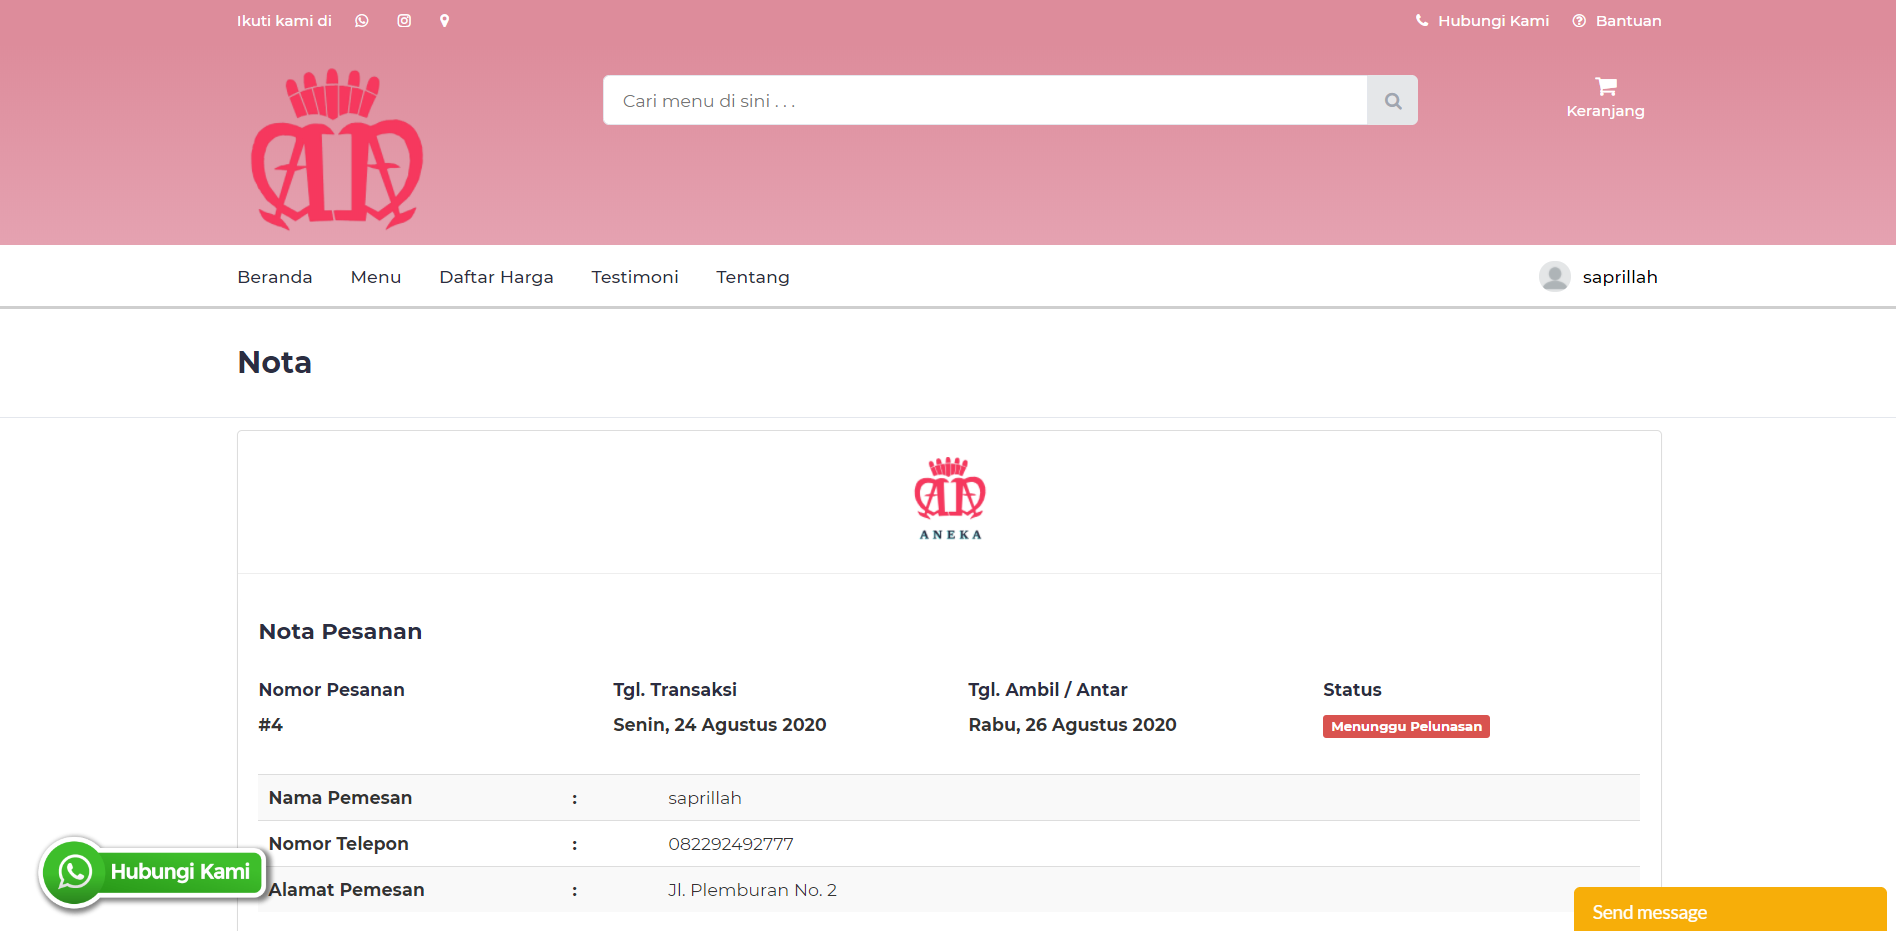 Ikuti kami di
Hubungi Kami Bantuan
Cari menu di sini . . .
Keranjang
Beranda Menu Daftar Harga Testimoni Tentang saprillah
Nota
ANEKA
Nota Pesanan
Nomor Pesanan Tgl. Transaksi Tgl. Ambil / Antar Status
#4 Senin, 24 Agustus 2020 Rabu, 26 Agustus 2020 Menunggu Pelunasan
Nama Pemesan : saprillah
Nomor Telepon : 082292492777
Hubungi Kami
Alamat Pemesan : Jl. Plemburan No. 2
Send message